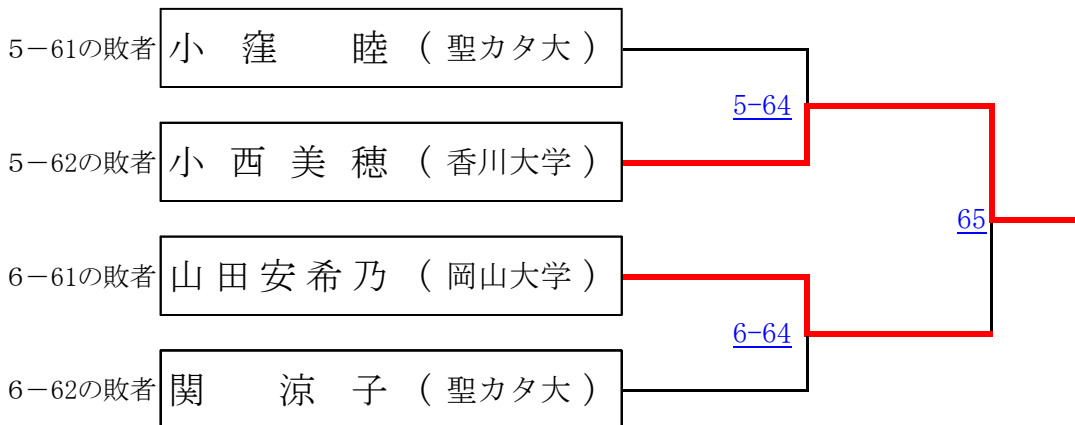 5－61の敗者 小窪睦 （ 聖カタ大 ）
5-64
5－62の敗者 小西美穂 （ 香川大学 ）
65
6－61の敗者 山田安希乃 （ 岡山大学 ）
6-64
6－62の敗者 関涼子 （ 聖カタ大 ）